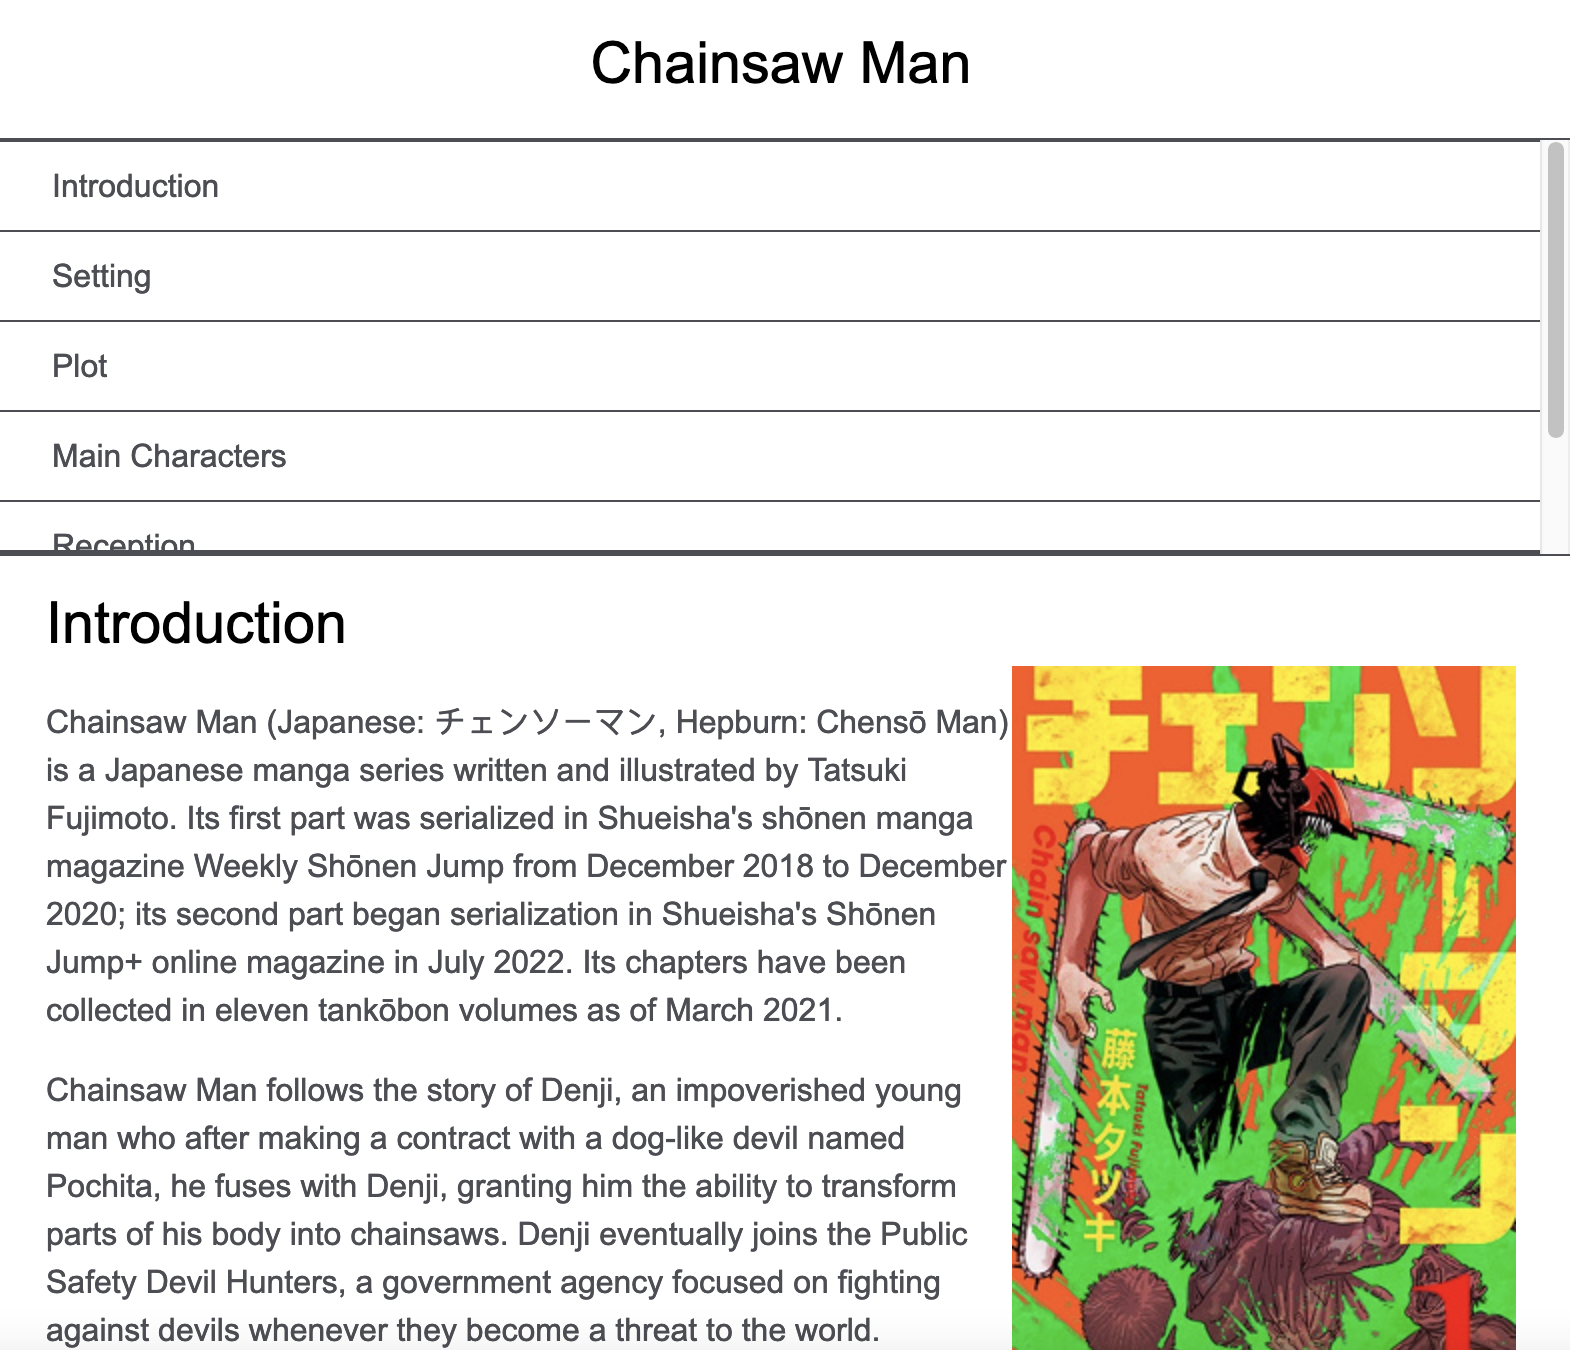 Chainsaw Man
Introduction
Setting
Plot
Main Characters
Reception
Introduction
Chainsaw Man (Japanese: チェンソーマン, Hepburn: Chensō Man)
is a Japanese manga series written and illustrated by Tatsuki
Fujimoto. Its first part was serialized in Shueisha's shōnen manga
magazine Weekly Shōnen Jump from December 2018 to December
2020; its second part began serialization in Shueisha's Shōnen
Jump+ online magazine in July 2022. Its chapters have been
collected in eleven tankōbon volumes as of March 2021.
Chainsaw Man follows the story of Denji, an impoverished young
man who after making a contract with a dog-like devil named
Pochita, he fuses with Denji, granting him the ability to transform
parts of his body into chainsaws. Denji eventually joins the Public
Safety Devil Hunters, a government agency focused on fighting
against devils whenever they become a threat to the world.
チェンソーマン
Chain saw man
藤本タツキ
Tatsuki Fujimoto
1